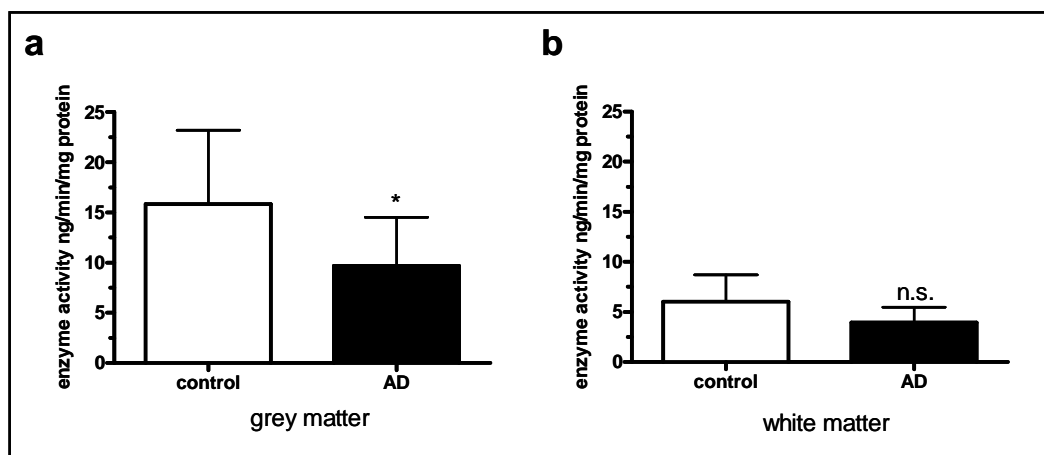 a
enzyme activity ng/min/mg protein
25
20
15
10
5
0
*
control
AD
grey matter
b
enzyme activity ng/min/mg protein
25
20
15
10
5
0
n.s.
control
AD
white matter